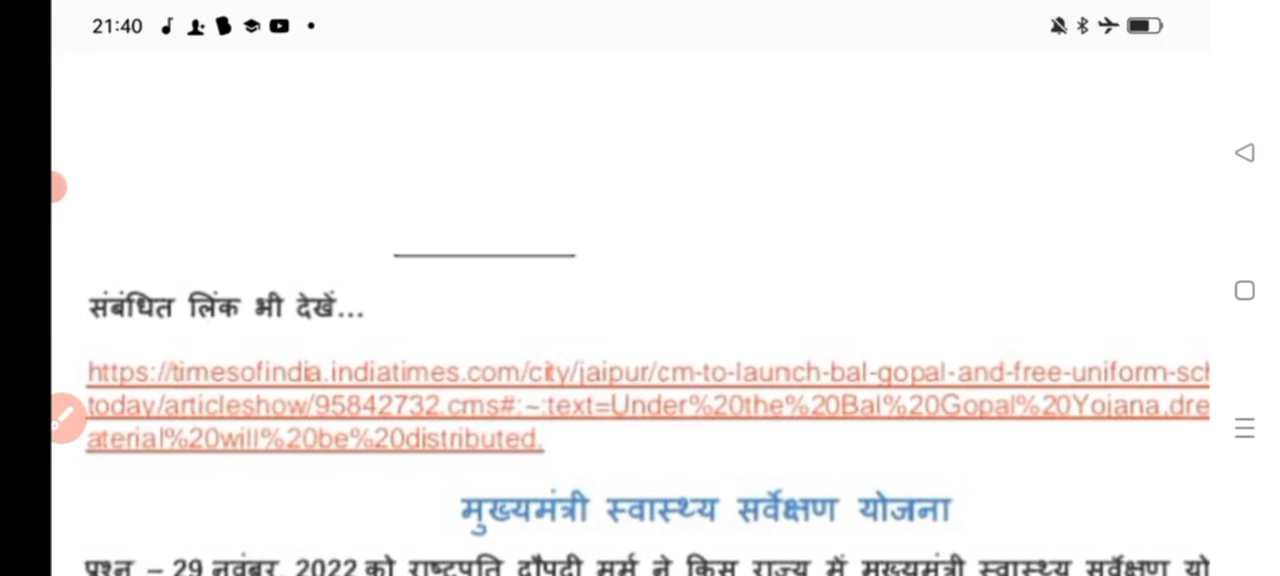 21:40
संबंधित लिंक भी देखें...
https://timesofindia.indiatimes.com/city/jaipur/cm-to-launch-bal-gopal-and-free-uniform-sch
today/articleshow/95842732.cms#:~:text=Under%20the%20Bal%20Gopal%20Yojana,dre
aterial%20will%20be%20distributed.
मुख्यमंत्री स्वास्थ्य सर्वेक्षण योजना
प्रश्न – 29 नवंबर, 2022 को राष्ट्रपति द्रौपदी मुर्मू ने किस राज्य में मुख्यमंत्री स्वास्थ्य सर्वेक्षण यो